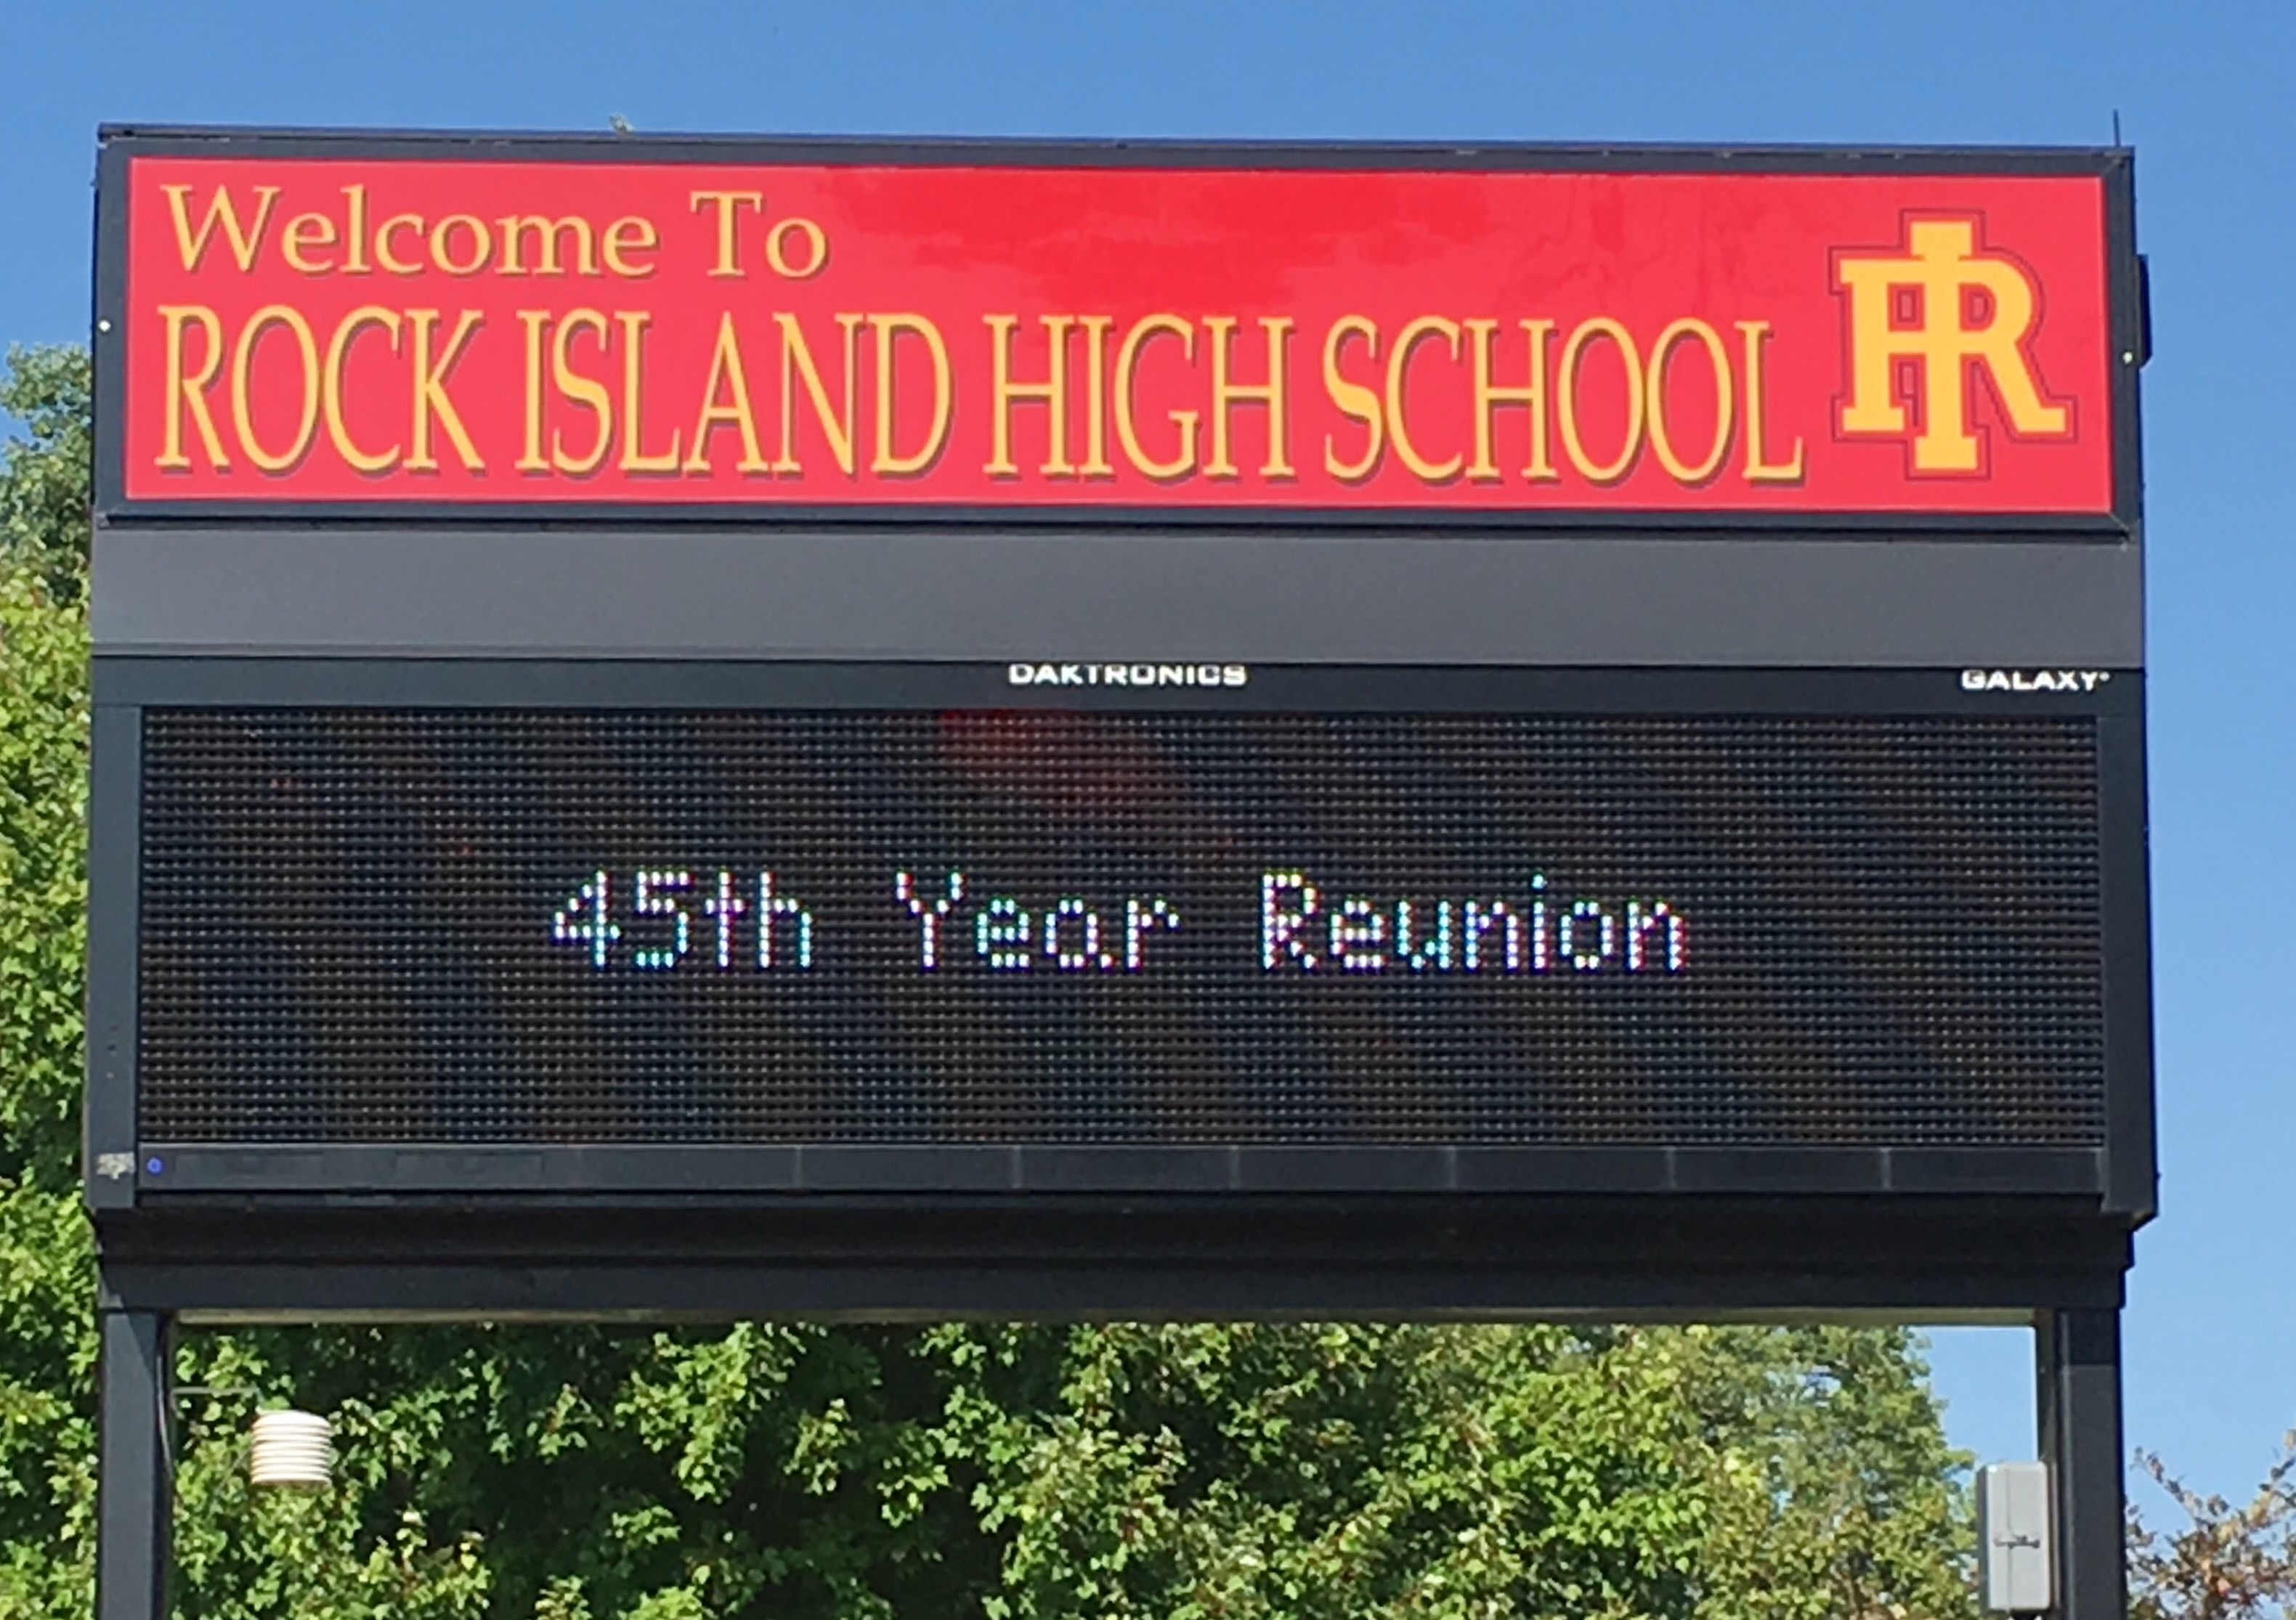 Welcome To
ROCK ISLAND HIGH SCHOOL
RI
DAKTRONICS
GALAXY®
45th Year Reunion